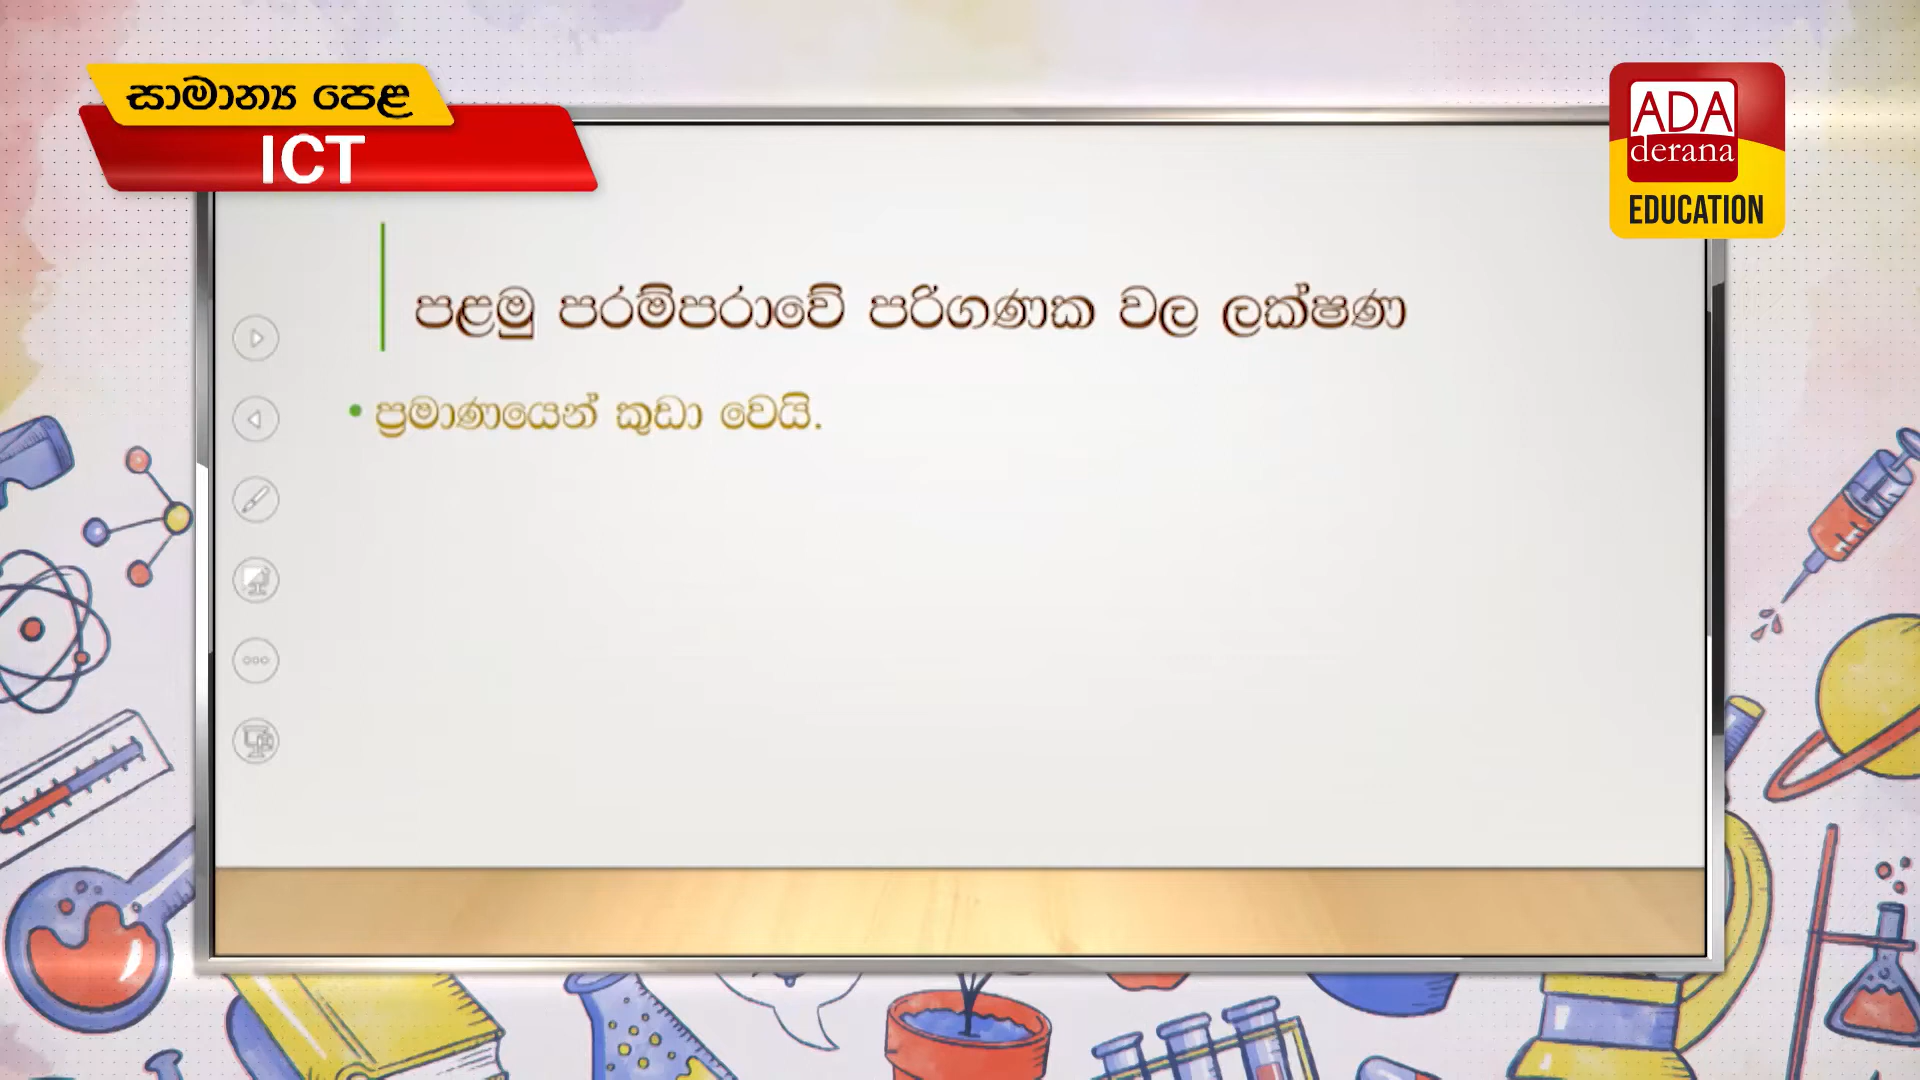 සාමාන්‍ය පෙළ
ICT
ADA
derana
EDUCATION
පළමු පරම්පරාවේ පරිගණක වල ලක්ෂණ
• ප්‍රමාණයෙන් කුඩා වෙයි.